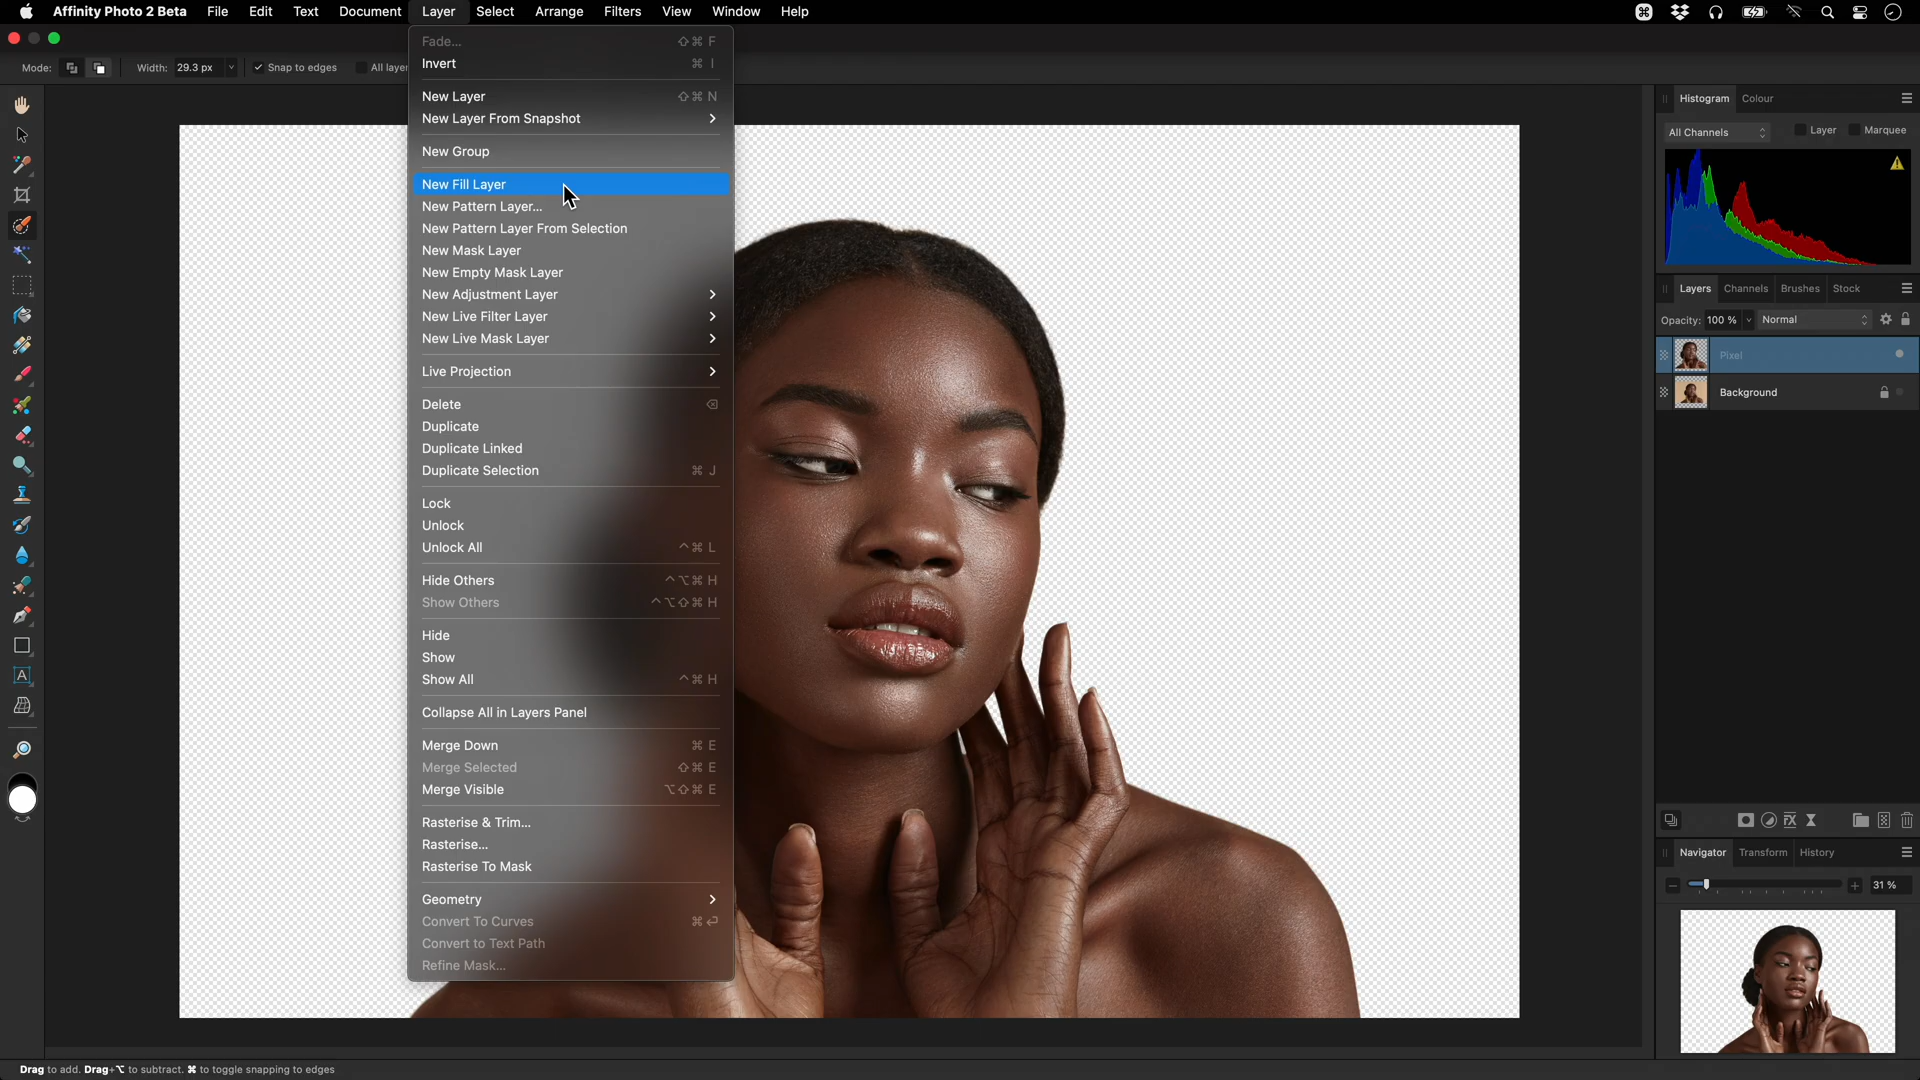 Affinity Photo 2 Beta File Edit Text Document Layer Select Arrange Filters View Window Help
Mode: Width: 29.3 px Snap to edges All layer
Fade... ⇧⌘ F
Invert ⌘ I
New Layer ⇧⌘ N
New Layer From Snapshot
New Group
New Fill Layer
New Pattern Layer...
New Pattern Layer From Selection
New Mask Layer
New Empty Mask Layer
New Adjustment Layer
New Live Filter Layer
New Live Mask Layer
Live Projection
Delete ⌫
Duplicate
Duplicate Linked
Duplicate Selection ⌘ J
Lock
Unlock
Unlock All ^⌘ L
Hide Others ^⌥⌘ H
Show Others ^⌥⇧⌘ H
Hide
Show
Show All ^⌘ H
Collapse All in Layers Panel
Merge Down ⌘ E
Merge Selected ⇧⌘ E
Merge Visible ⌥⇧⌘ E
Rasterise & Trim...
Rasterise...
Rasterise To Mask
Geometry
Convert To Curves ⌘⏎
Convert to Text Path
Refine Mask...
Histogram Colour
All Channels Layer Marquee
Layers Channels Brushes Stock
Opacity: 100 % Normal
Pixel
Background
Navigator Transform History
31 %
Drag to add. Drag+⌥ to subtract. ⌘ to toggle snapping to edges